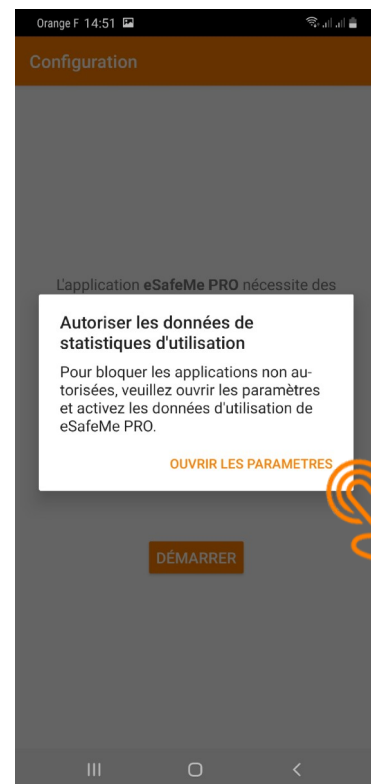 Orange F 14:51
Configuration
L'application eSafeMe PRO nécessite des
Autoriser les données de
statistiques d'utilisation
Pour bloquer les applications non au-
torisées, veuillez ouvrir les paramètres
et activez les données d'utilisation de
eSafeMe PRO.
OUVRIR LES PARAMETRES
DÉMARRER